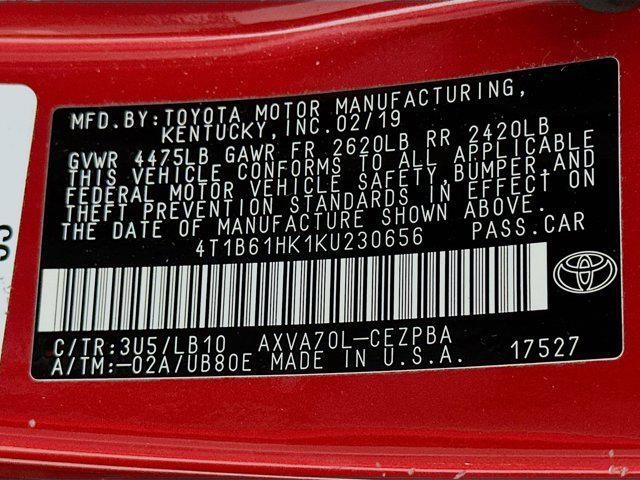 MFD.BY:TOYOTA MOTOR MANUFACTURING,
KENTUCKY,INC.02/19
GVWR 4475LB GAWR FR 2620LB RR 2420LB
THIS VEHICLE CONFORMS TO ALL APPLICABLE
FEDERAL MOTOR VEHICLE SAFETY,BUMPER,AND
THEFT PREVENTION STANDARDS IN EFFECT ON
THE DATE OF MANUFACTURE SHOWN ABOVE.
4T1B61HK1KU230656 PASS.CAR
C/TR:3U5/LB10 AXVA70L-CEZPBA
A/TM:-02A/UB80E MADE IN U.S.A. 17527